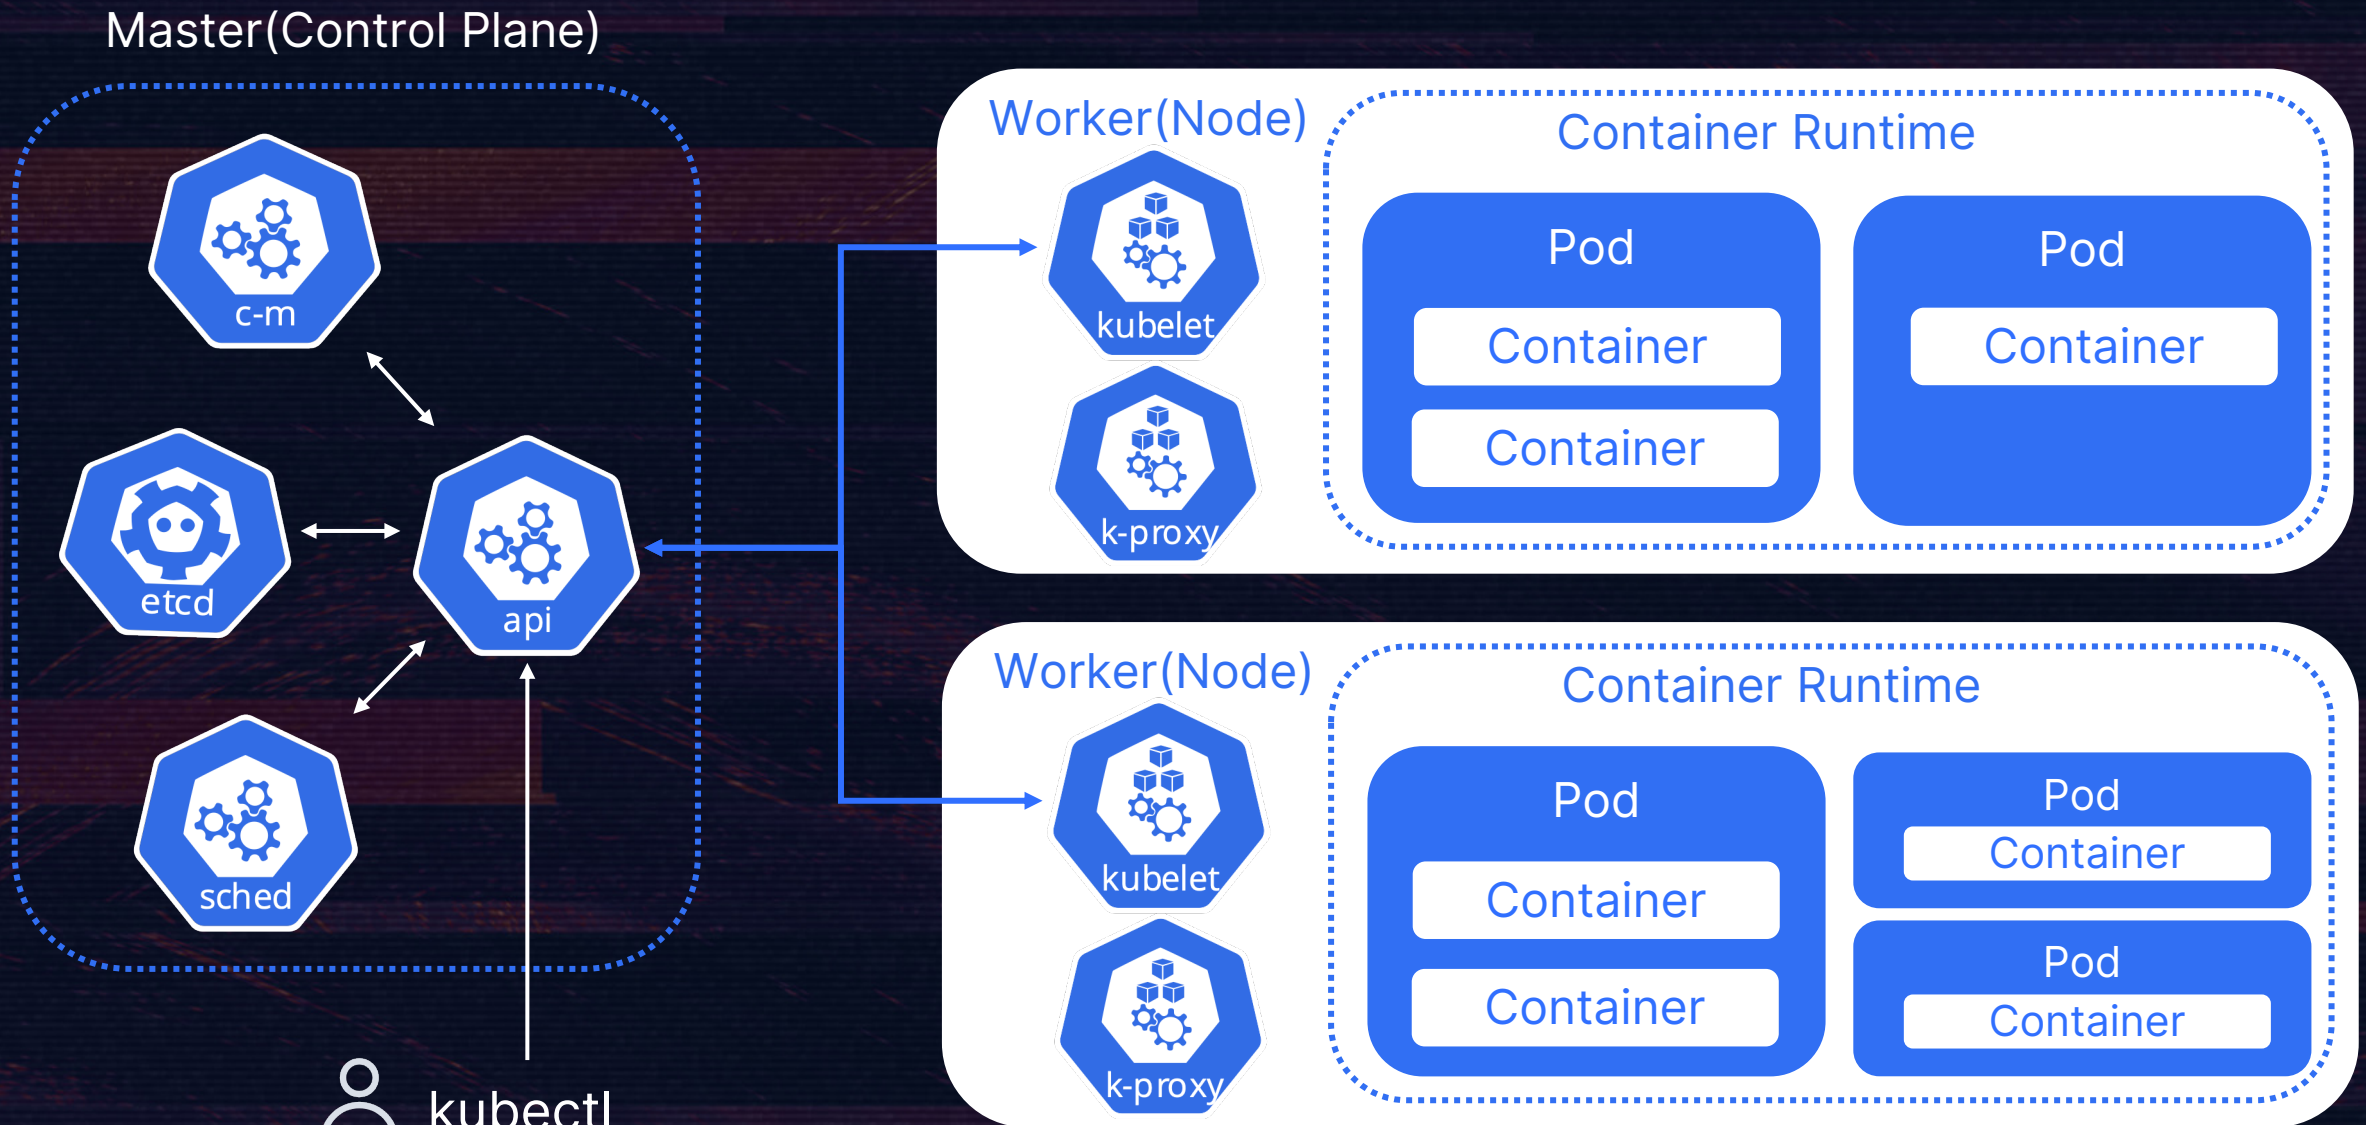 Master(Control Plane)
c-m
etcd
api
sched
kubectl
Worker(Node)
kubelet
k-proxy
Container Runtime
Pod
Container
Container
Pod
Container
Worker(Node)
kubelet
k-proxy
Container Runtime
Pod
Container
Container
Pod
Container
Pod
Container